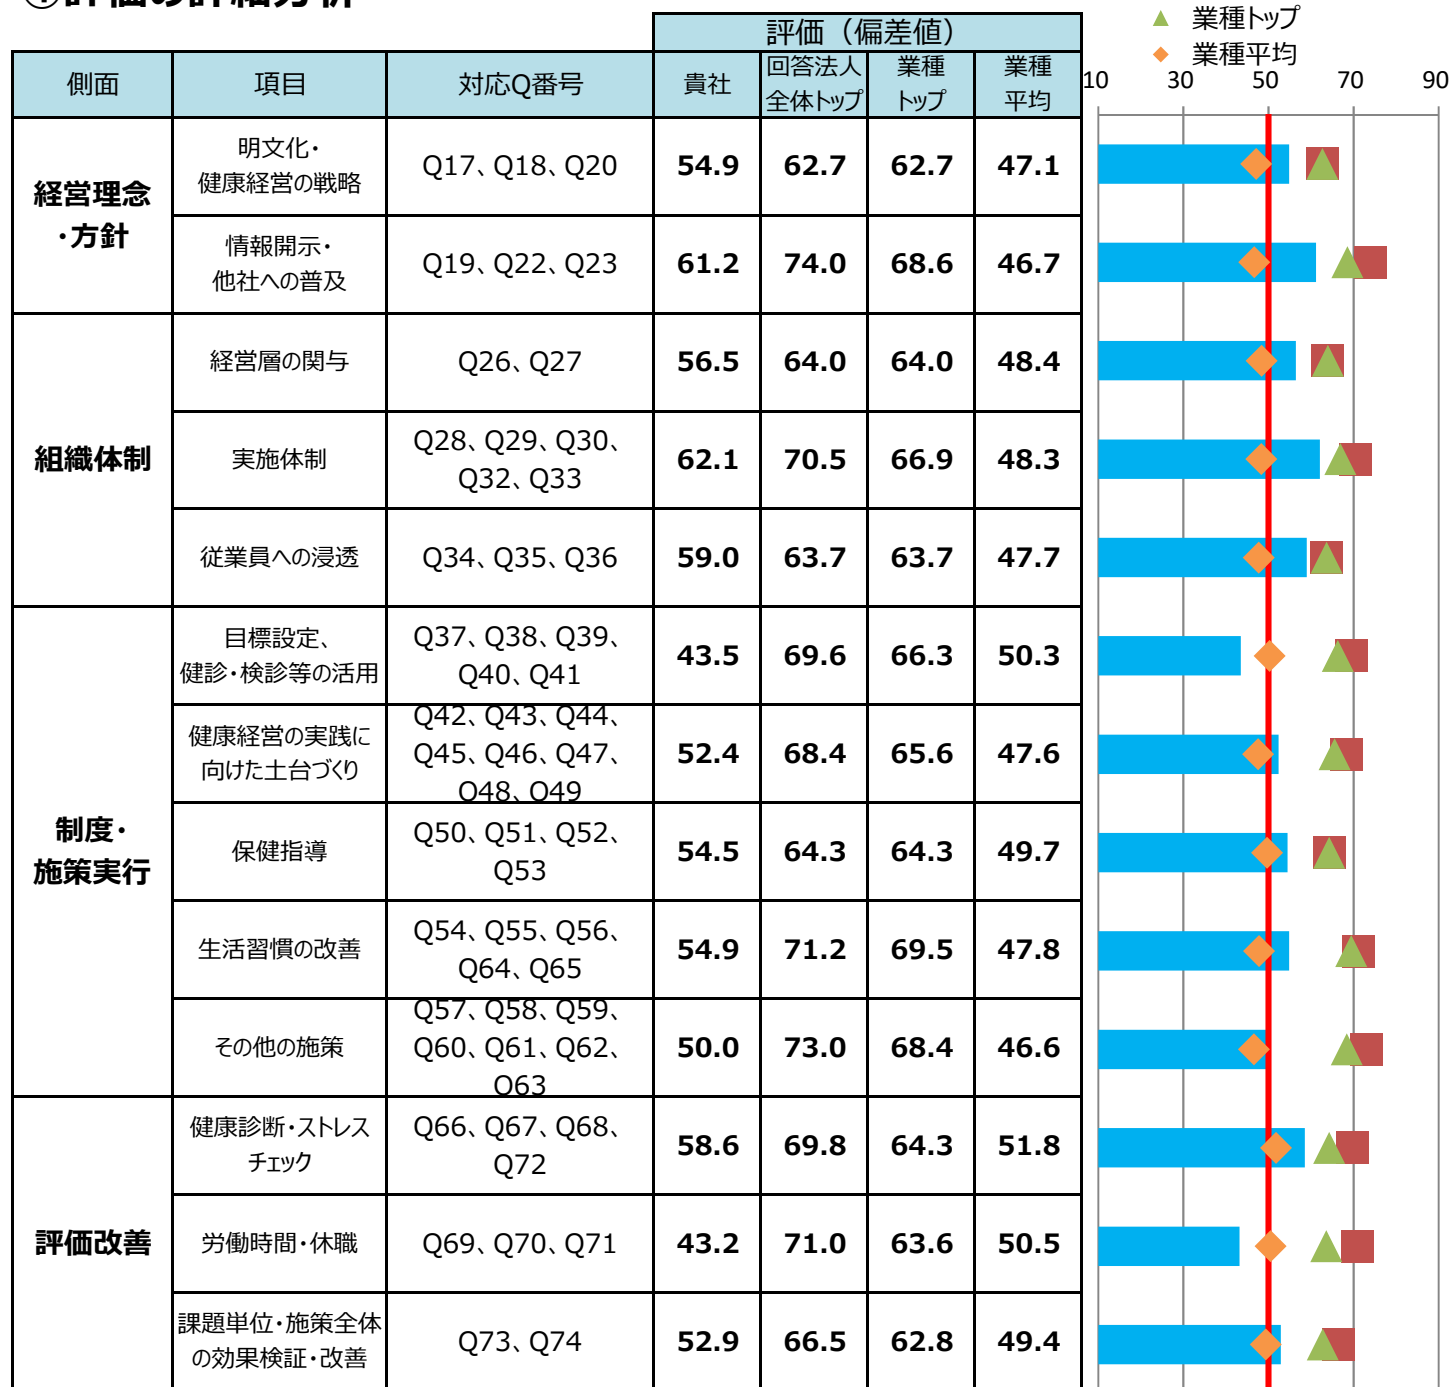 ①評価の詳細分析
▲ 業種トップ
◆ 業種平均
評価（偏差値）
側面 項目 対応Q番号 貴社 回答法人 業種 業種
全体トップ トップ 平均
10 30 50 70 90
経営理念
・方針
明文化・
健康経営の戦略
Q17、Q18、Q20 54.9 62.7 62.7 47.1
情報開示・
他社への普及
Q19、Q22、Q23 61.2 74.0 68.6 46.7
組織体制
経営層の関与 Q26、Q27 56.5 64.0 64.0 48.4
実施体制
Q28、Q29、Q30、
Q32、Q33
62.1 70.5 66.9 48.3
従業員への浸透 Q34、Q35、Q36 59.0 63.7 63.7 47.7
制度・
施策実行
目標設定、
健診・検診等の活用
Q37、Q38、Q39、
Q40、Q41
43.5 69.6 66.3 50.3
健康経営の実践に
向けた土台づくり
Q42、Q43、Q44、
Q45、Q46、Q47、
Q48、Q49
52.4 68.4 65.6 47.6
保健指導
Q50、Q51、Q52、
Q53
54.5 64.3 64.3 49.7
生活習慣の改善
Q54、Q55、Q56、
Q64、Q65
54.9 71.2 69.5 47.8
その他の施策
Q57、Q58、Q59、
Q60、Q61、Q62、
Q63
50.0 73.0 68.4 46.6
評価改善
健康診断・ストレス
チェック
Q66、Q67、Q68、
Q72
58.6 69.8 64.3 51.8
労働時間・休職 Q69、Q70、Q71 43.2 71.0 63.6 50.5
課題単位・施策全体
の効果検証・改善
Q73、Q74 52.9 66.5 62.8 49.4